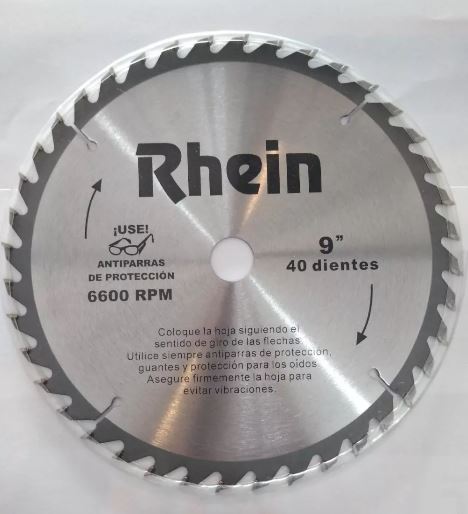 Rhein
¡USE!
ANTIPARRAS
DE PROTECCIÓN
6600 RPM
9"
40 dientes
Coloque la hoja siguiendo el
sentido de giro de las flechas.
Utilice siempre antiparras de protección,
guantes y protección para los oídos.
Asegure firmemente la hoja para
evitar vibraciones.